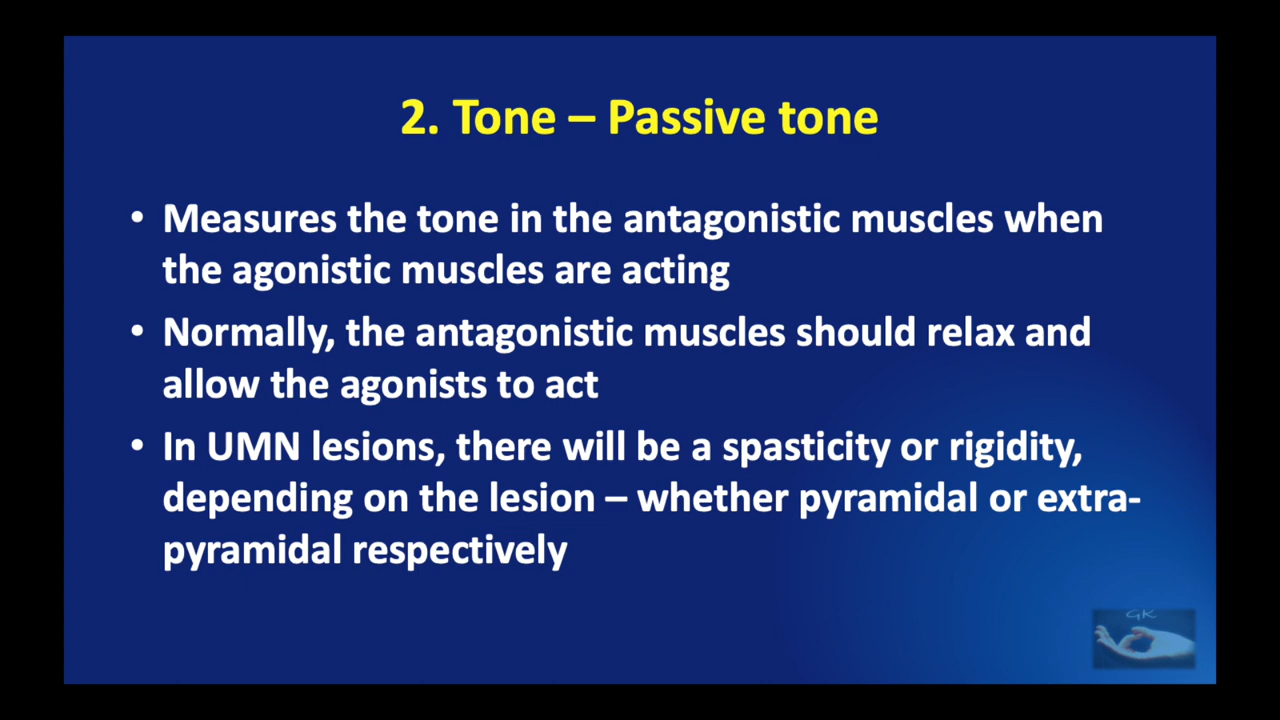 2. Tone – Passive tone
• Measures the tone in the antagonistic muscles when
the agonistic muscles are acting
• Normally, the antagonistic muscles should relax and
allow the agonists to act
• In UMN lesions, there will be a spasticity or rigidity,
depending on the lesion – whether pyramidal or extra-
pyramidal respectively
GK